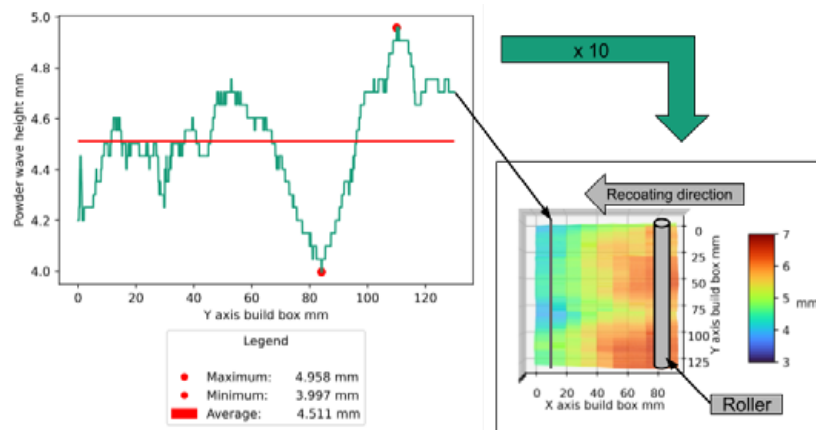 5.0
4.8
4.6
4.4
4.2
4.0
Powder wave height mm
0
20
40
60
80
100
120
Y axis build box mm
Legend
Maximum: 4.958 mm
Minimum: 3.997 mm
Average: 4.511 mm
x 10
Recoating direction
0
25
50
75
100
125
Y axis build box mm
0
20
40
60
80
X axis build box mm
7
6
5
4
3
mm
Roller